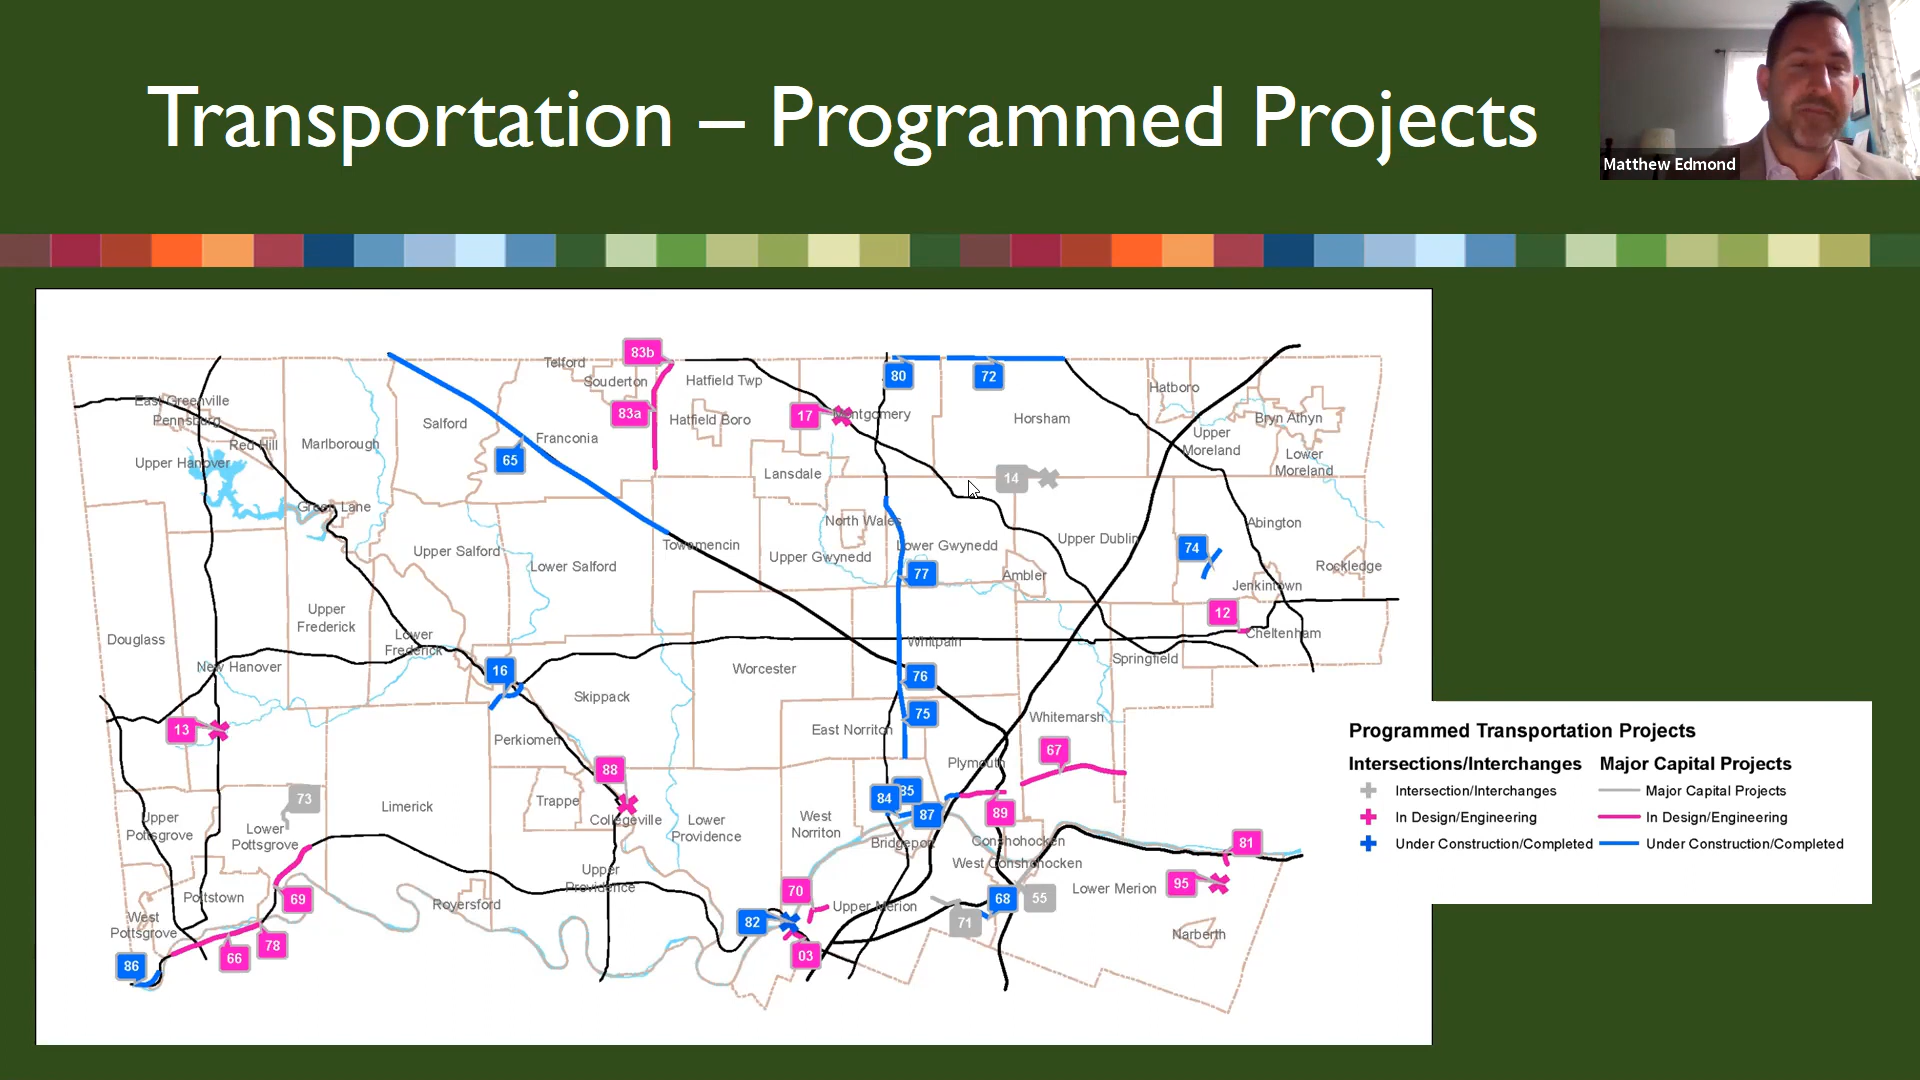 Transportation – Programmed Projects
Matthew Edmond
83b
Telford
80
72
Souderton
Hatfield Twp
Hatboro
East Greenville
83a
17
Montgomery
Pennsburg
Salford
Hatfield Boro
Horsham
Bryn Athyn
Red Hill
Marlborough
Franconia
Upper
Moreland
Upper Hanover
65
Lower
Moreland
Lansdale
14
Green Lane
North Wales
Abington
Upper Salford
Towamencin
Lower Gwynedd
Upper Dublin
74
Lower Salford
Upper Gwynedd
77
Ambler
Rockledge
Jenkintown
Upper
Frederick
12
Douglass
Lower
Frederick
Whitpain
Cheltenham
New Hanover
16
Worcester
76
Springfield
Skippack
75
Whitemarsh
13
Perkiomen
East Norriton
67
88
Plymouth
73
Trappe
84
85
Limerick
87
89
Upper
Pottsgrove
Lower
Pottsgrove
Collegeville
Lower
Providence
West
Norriton
Bridgeport
Conshohocken
81
West Conshohocken
Upper
Providence
70
Lower Merion
95
Pottstown
69
Royersford
Upper Merion
68
55
West
Pottsgrove
82
71
Narberth
66
78
03
86
Programmed Transportation Projects
Intersections/Interchanges
Major Capital Projects
Intersection/Interchanges
Major Capital Projects
In Design/Engineering
In Design/Engineering
Under Construction/Completed
Under Construction/Completed